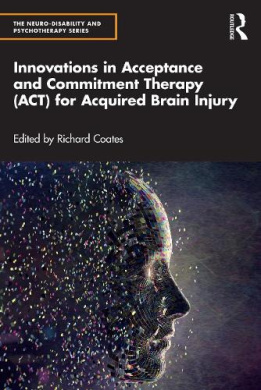 THE NEURO-DISABILITY AND
PSYCHOTHERAPY SERIES
ROUTLEDGE
Innovations in Acceptance
and Commitment Therapy
(ACT) for Acquired Brain Injury
Edited by Richard Coates